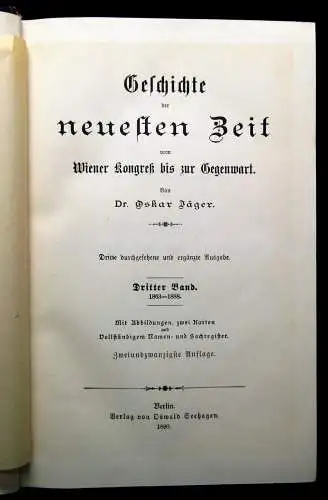 Geschichte
der
neuesten Zeit
vom
Wiener Kongreß bis zur Gegenwart.
Von
Dr. Oskar Jäger.
Dritte durchgesehene und ergänzte Ausgabe.
Dritter Band.
1863—1888.
Mit Abbildungen, zwei Karten
und
Vollständigem Namen- und Sachregister.
Zweiundzwanzigste Auflage.
Berlin.
Verlag von Oswald Seehagen.